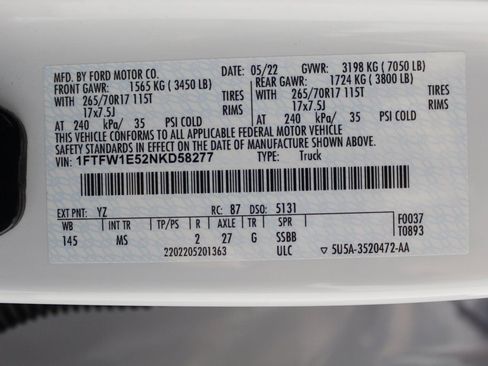 MFD. BY FORD MOTOR CO. 05/22 GVWR: 3198 KG ( 7050 LB)
FRONT GAWR: 1565 KG ( 3450 LB) REAR GAWR: 1724 KG ( 3800 LB)
WITH 265/70R17 115T TIRES WITH 265/70R17 115T TIRES
17x7.5J RIMS 17x7.5J RIMS
AT 240 kPa/ 35 PSI COLD AT 240 kPa/ 35 PSI COLD
THIS VEHICLE CONFORMS TO ALL APPLICABLE FEDERAL MOTOR VEHICLE
SAFETY STANDARDS IN EFFECT ON THE DATE OF MANUFACTURE SHOWN ABOVE.
VIN: 1FTFW1E52NKD58277 TYPE: Truck
EXT PNT: YZ RC: 87 DSO: 5131
WB INT TR TP/PS R AXLE TR SPR F0037
145 MS 2 27 G SSBB T0893
2202205201363 ULC 5U5A-3520472-AA